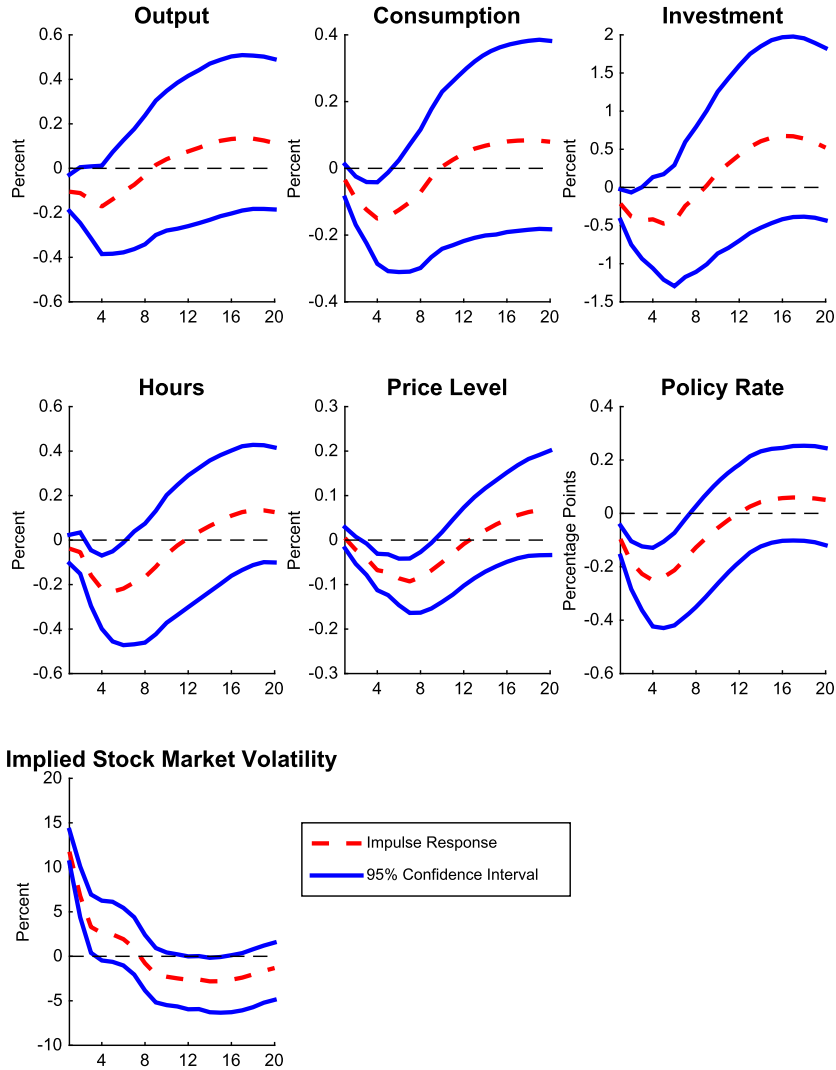 Output
Consumption
Investment
0.6
0.4
0.2
0
-0.2
-0.4
-0.6
Percent
4 8 12 16 20
0.4
0.2
0
-0.2
-0.4
Percent
4 8 12 16 20
2
1.5
1
0.5
0
-0.5
-1
-1.5
Percent
4 8 12 16 20
Hours
Price Level
Policy Rate
0.6
0.4
0.2
0
-0.2
-0.4
-0.6
Percent
4 8 12 16 20
0.3
0.2
0.1
0
-0.1
-0.2
-0.3
Percent
4 8 12 16 20
0.4
0.2
0
-0.2
-0.4
-0.6
Percentage Points
4 8 12 16 20
Implied Stock Market Volatility
20
15
10
5
0
-5
-10
Percent
4 8 12 16 20
Impulse Response
95% Confidence Interval